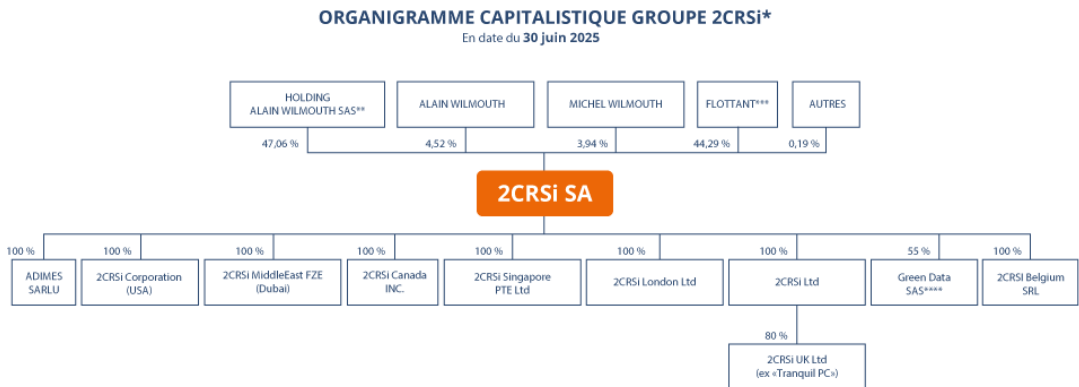 ORGANIGRAMME CAPITALISTIQUE GROUPE 2CRSi*
En date du 30 juin 2025
HOLDING
ALAIN WILMOUTH SAS**
ALAIN WILMOUTH
MICHEL WILMOUTH
FLOTTANT***
AUTRES
47,06 %
4,52 %
3,94 %
44,29 %
0,19 %
2CRSi SA
100 %
100 %
100 %
100 %
100 %
100 %
100 %
55 %
100 %
ADIMES
SARLU
2CRSi Corporation
(USA)
2CRSi MiddleEast FZE
(Dubai)
2CRSi Canada
INC.
2CRSi Singapore
PTE Ltd
2CRSi London Ltd
2CRSi Ltd
Green Data
SAS****
2CRSI Belgium
SRL
80 %
2CRSi UK Ltd
(ex «Tranquil PC»)